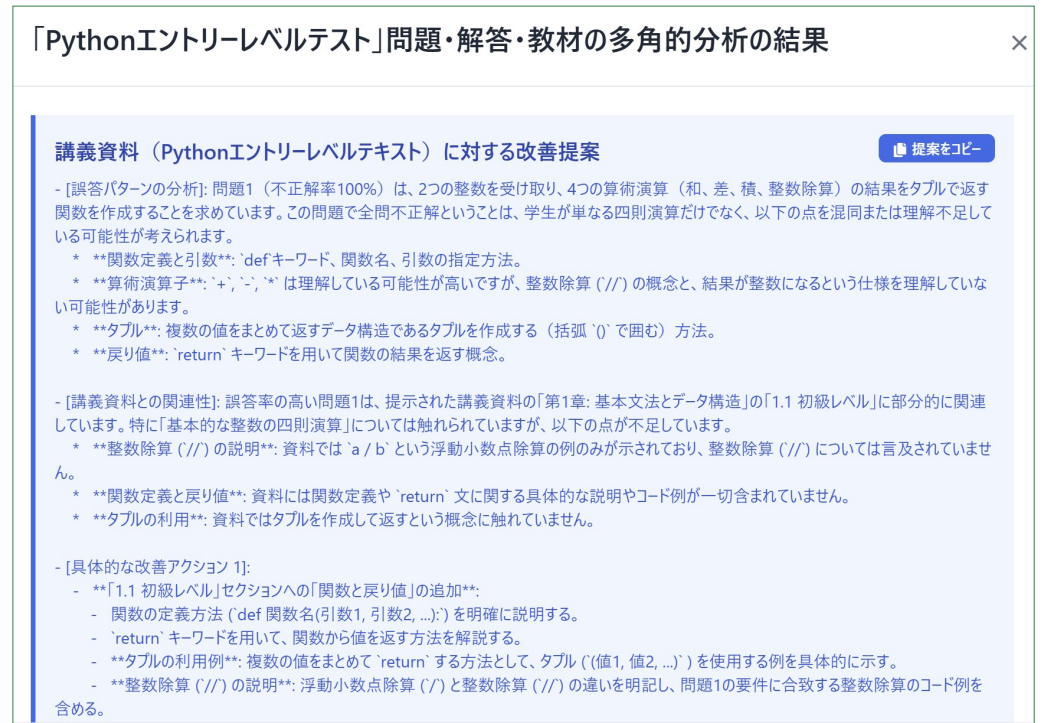 「Pythonエントリーレベルテスト」問題・解答・教材の多角的分析の結果
×
講義資料（Pythonエントリーレベルテキスト）に対する改善提案
提案をコピー
- [誤答パターンの分析]: 問題1（不正解率100%）は、2つの整数を受け取り、4つの算術演算（和、差、積、整数除算）の結果をタプルで返す
関数を作成することを求めています。この問題で全問不正解ということは、学生が単なる四則演算だけでなく、以下の点を混同または理解不足して
いる可能性が考えられます。
* **関数定義と引数**: `def`キーワード、関数名、引数の指定方法。
* **算術演算子**: `+`, `-`, `*` は理解している可能性が高いですが、整数除算 (`//`) の概念と、結果が整数になるという仕様を理解していな
い可能性があります。
* **タプル**: 複数の値をまとめて返すデータ構造であるタプルを作成する（括弧 `()` で囲む）方法。
* **戻り値**: `return` キーワードを用いて関数の結果を返す概念。
- [講義資料との関連性]: 誤答率の高い問題1は、提示された講義資料の「第1章: 基本文法とデータ構造」の「1.1 初級レベル」に部分的に関連
しています。特に「基本的な整数の四則演算」については触れられていますが、以下の点が不足しています。
* **整数除算 (`//`) の説明**: 資料では `a / b` という浮動小数点除算の例のみが示されており、整数除算 (`//`) については言及されていませ
ん。
* **関数定義と戻り値**: 資料には関数定義や `return` 文に関する具体的な説明やコード例が一切含まれていません。
* **タプルの利用**: 資料ではタプルを作成して返すという概念に触れていません。
- [具体的な改善アクション 1]:
- **「1.1 初級レベル」セクションへの「関数と戻り値」の追加**:
- 関数の定義方法 (`def 関数名(引数1, 引数2, ...):`) を明確に説明する。
- `return` キーワードを用いて、関数から値を返す方法を解説する。
- **タプルの利用例**: 複数の値をまとめて `return` する方法として、タプル (`(値1, 値2, ...)` ) を使用する例を具体的に示す。
- **整数除算 (`//`) の説明**: 浮動小数点除算 (`/`) と整数除算 (`//`) の違いを明記し、問題1の要件に合致する整数除算のコード例を
含める。